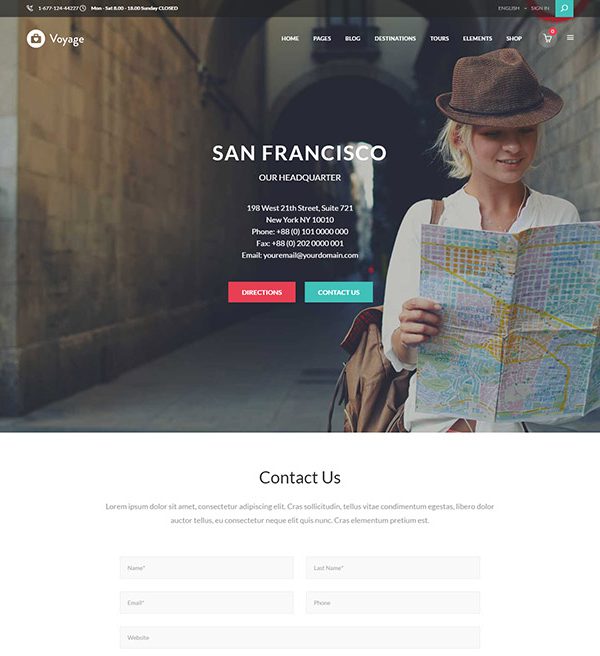 1-677-124-44227 Mon - Sat 8.00 - 18.00 Sunday CLOSED ENGLISH SIGN IN
Voyage HOME PAGES BLOG DESTINATIONS TOURS ELEMENTS SHOP 0
SAN FRANCISCO
OUR HEADQUARTER
198 West 21th Street, Suite 721
New York NY 10010
Phone: +88 (0) 101 0000 000
Fax: +88 (0) 202 0000 001
Email: youremail@yourdomain.com
DIRECTIONS CONTACT US
Contact Us
Lorem ipsum dolor sit amet, consectetur adipiscing elit. Cras sollicitudin, tellus vitae condimentum egestas, libero dolor
auctor tellus, eu consectetur neque elit quis nunc. Cras elementum pretium est.
Name* Last Name*
Email* Phone
Website